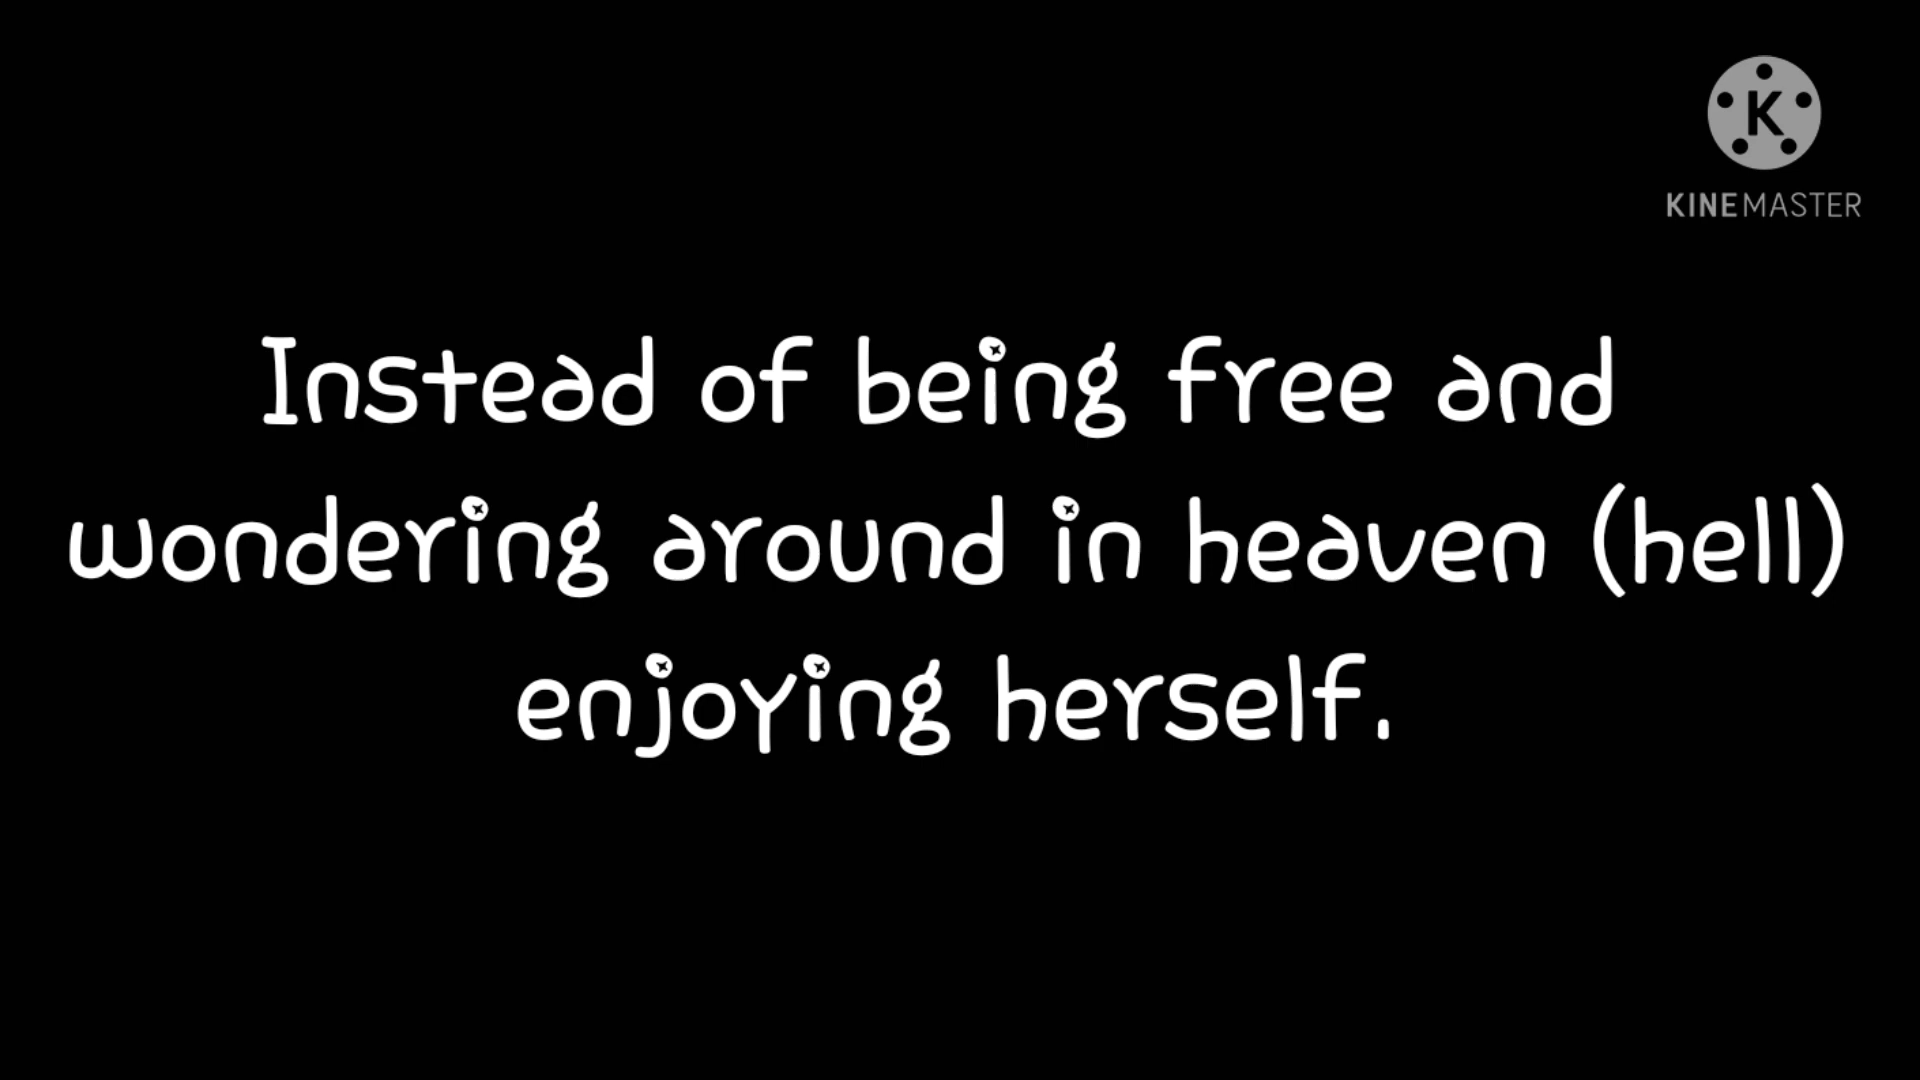 K
KINEMASTER
Instead of being free and
wondering around in heaven (hell)
enjoying herself.